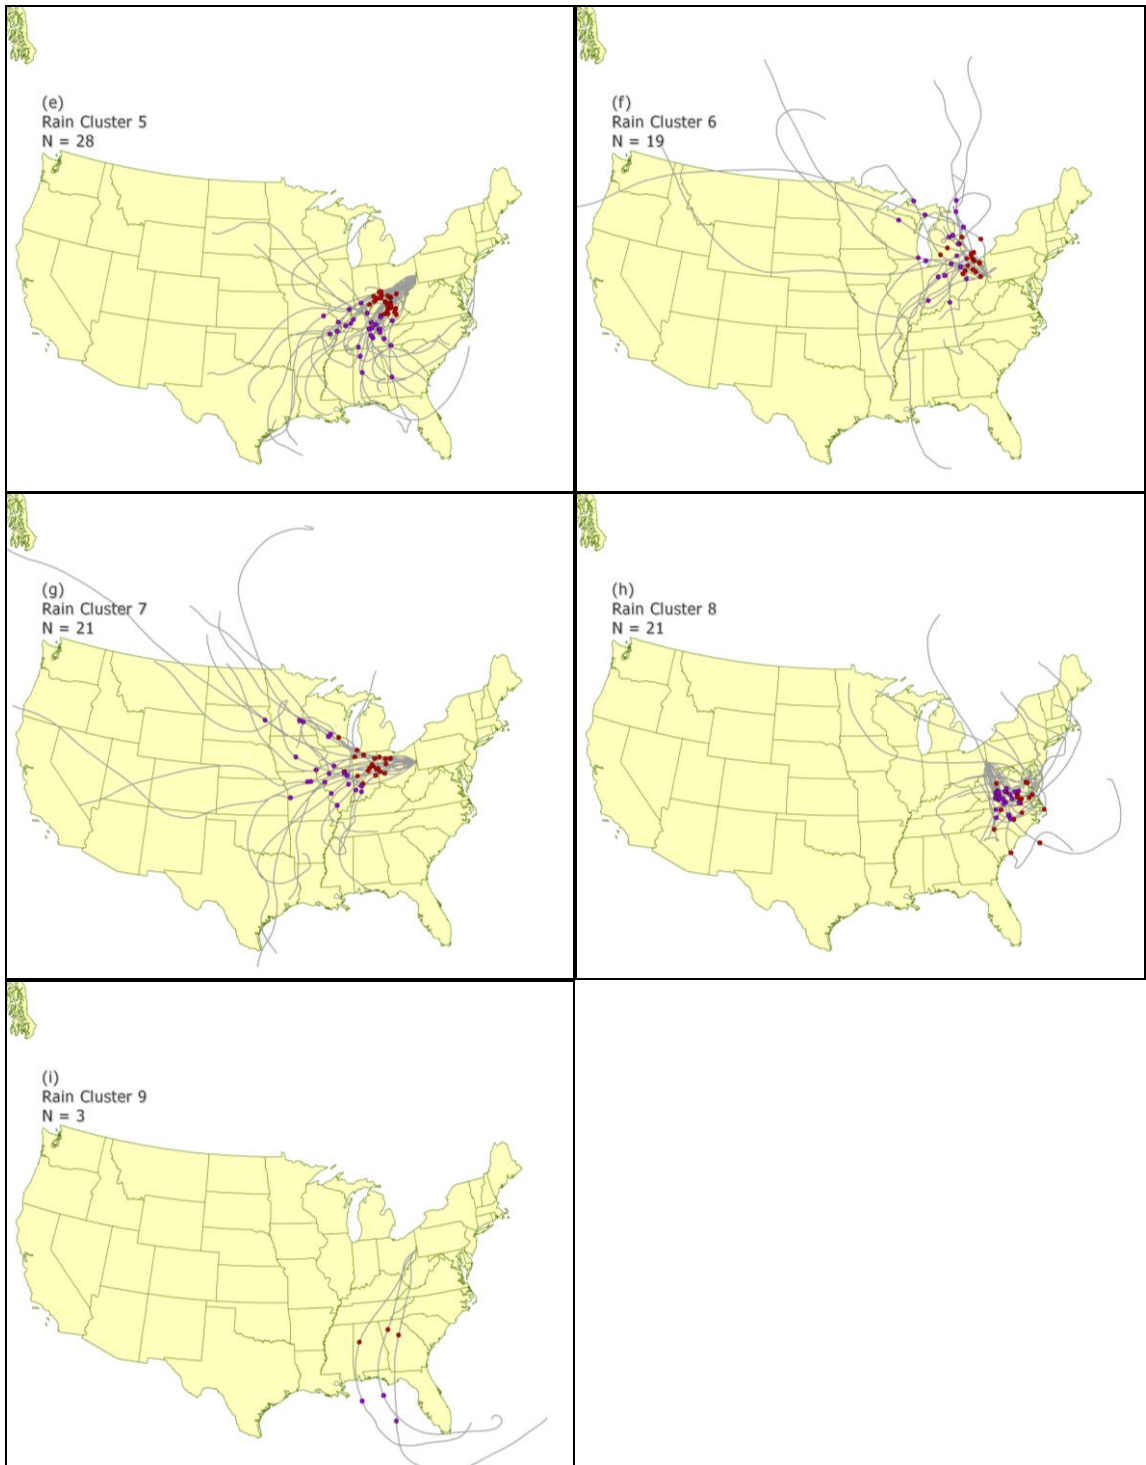 (e)
Rain Cluster 5
N = 28
(f)
Rain Cluster 6
N = 19
(g)
Rain Cluster 7
N = 21
(h)
Rain Cluster 8
N = 21
(i)
Rain Cluster 9
N = 3